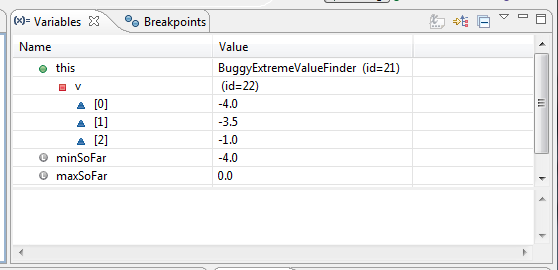 (x)= Variables Breakpoints
Name Value
this BuggyExtremeValueFinder (id=21)
v (id=22)
[0] -4.0
[1] -3.5
[2] -1.0
minSoFar -4.0
maxSoFar 0.0